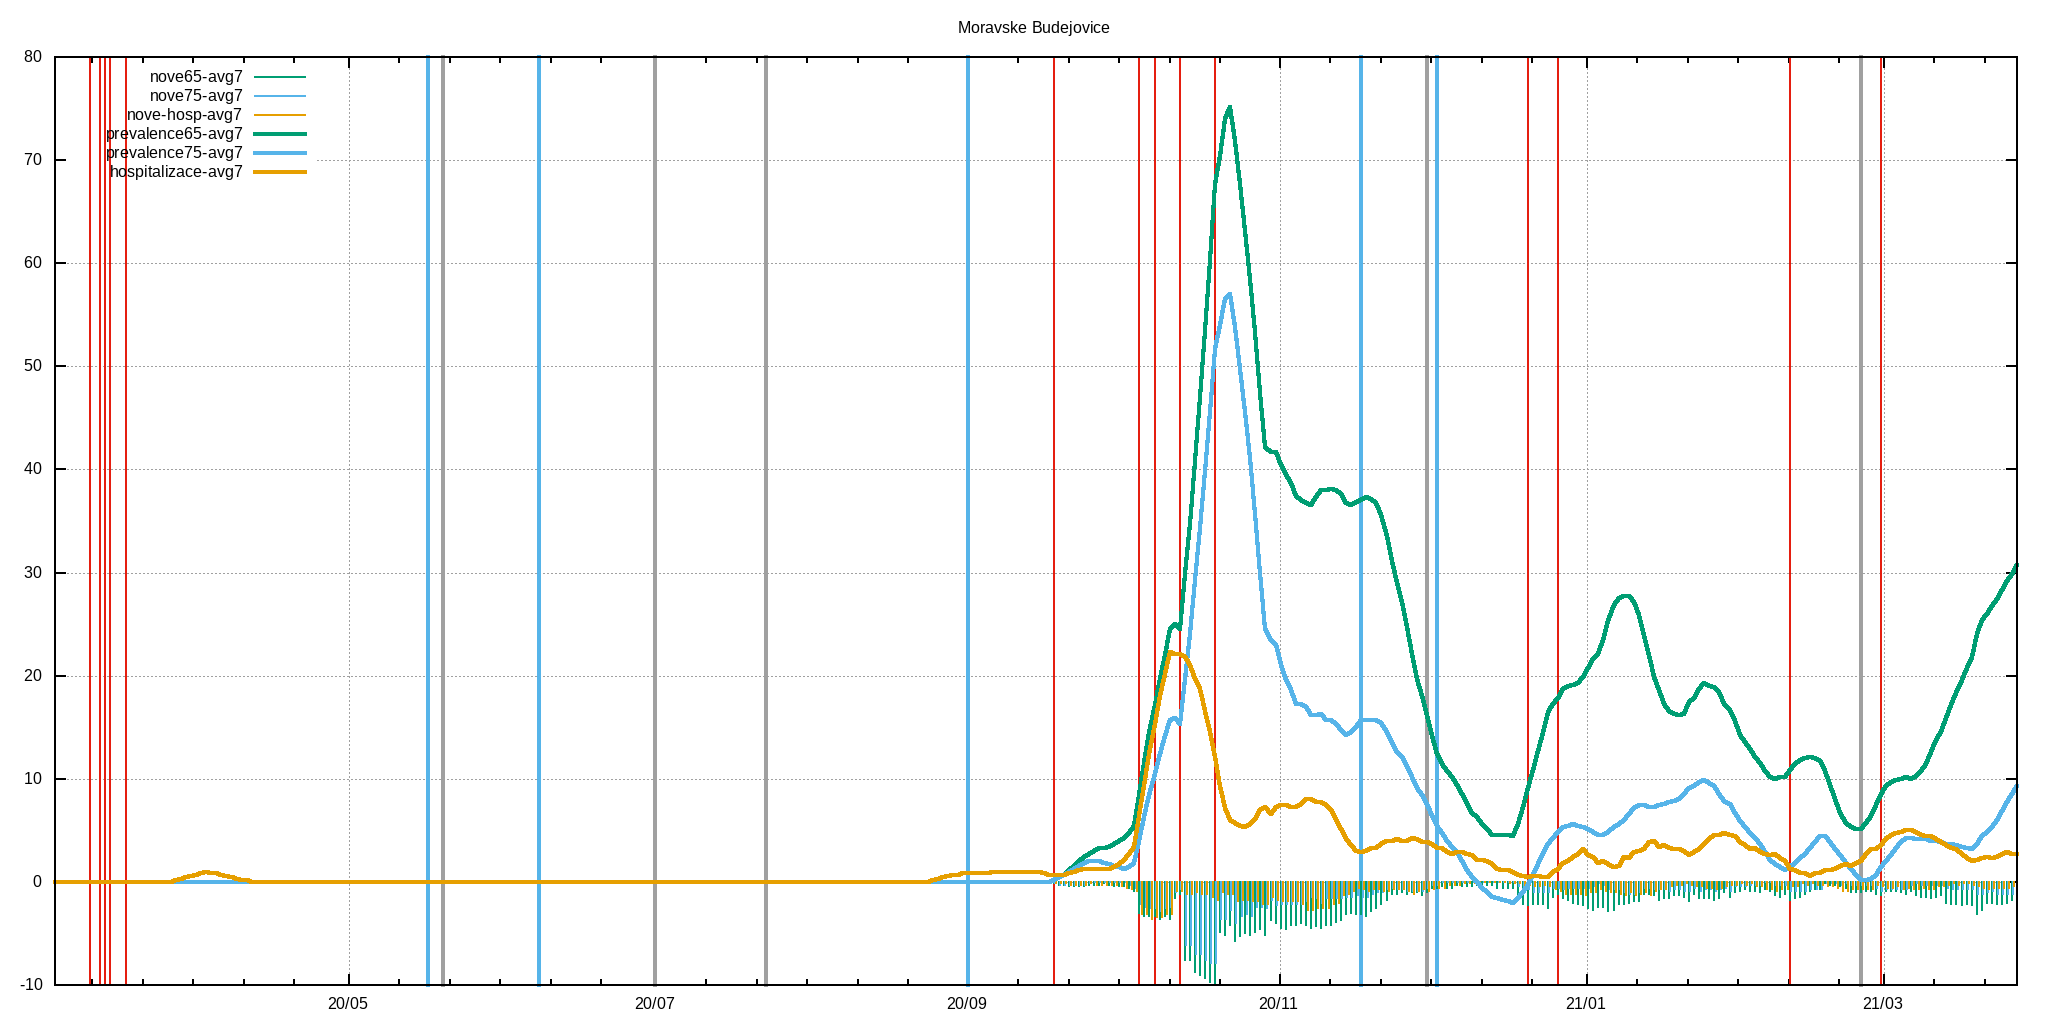 Moravske Budejovice
80
70
60
50
40
30
20
10
0
-10
nove65-avg7
nove75-avg7
nove-hosp-avg7
prevalence65-avg7
prevalence75-avg7
hospitalizace-avg7
20/05
20/07
20/09
20/11
21/01
21/03